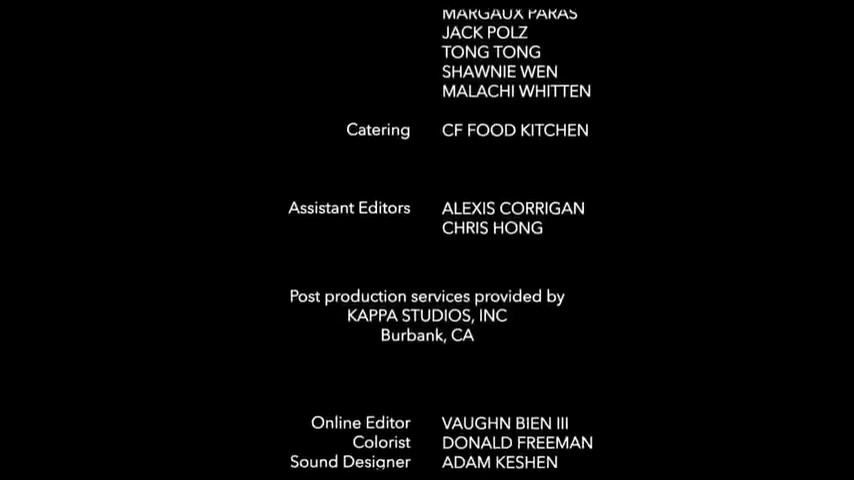 MARGAUX PARAS
JACK POLZ
TONG TONG
SHAWNIE WEN
MALACHI WHITTEN
Catering CF FOOD KITCHEN
Assistant Editors ALEXIS CORRIGAN
CHRIS HONG
Post production services provided by
KAPPA STUDIOS, INC
Burbank, CA
Online Editor VAUGHN BIEN III
Colorist DONALD FREEMAN
Sound Designer ADAM KESHEN